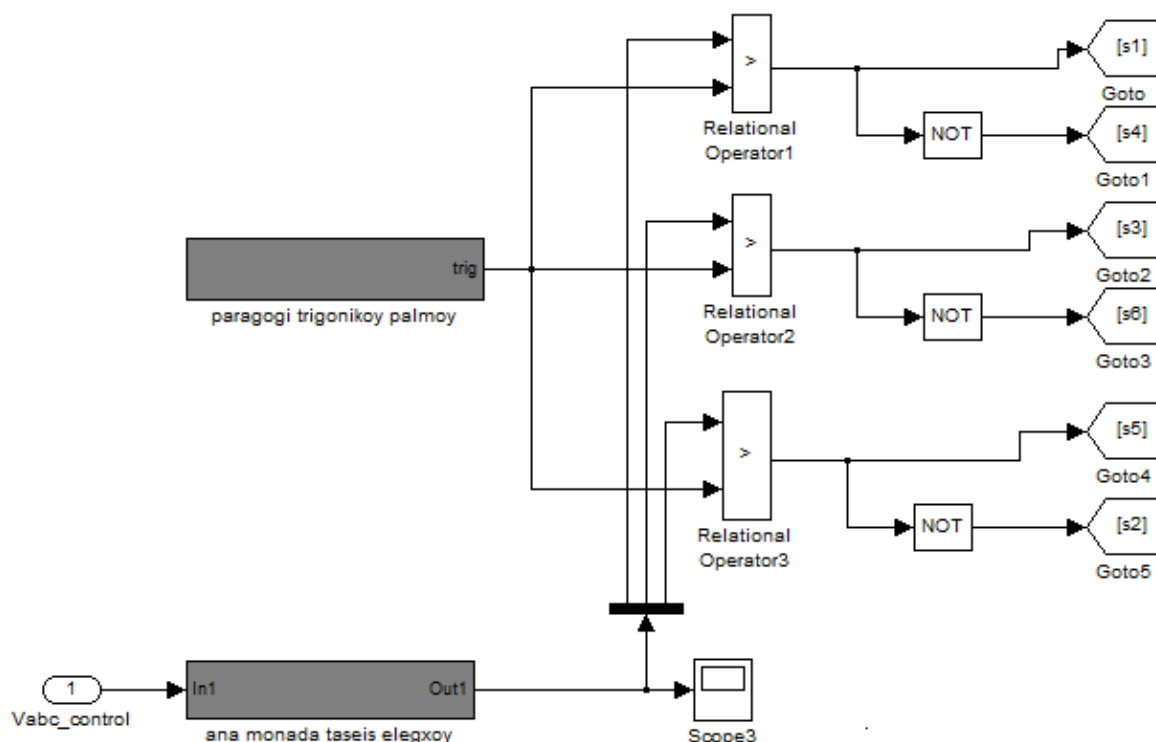 >
[s1]
Goto
Relational
Operator1
NOT
[s4]
Goto1
>
[s3]
Goto2
trig
paragogi trigonikoy palmoy
Relational
Operator2
NOT
[s6]
Goto3
>
[s5]
Goto4
Relational
Operator3
NOT
[s2]
Goto5
1
Vabc_control
In1
Out1
ana monada taseis elegxoy
Scope3